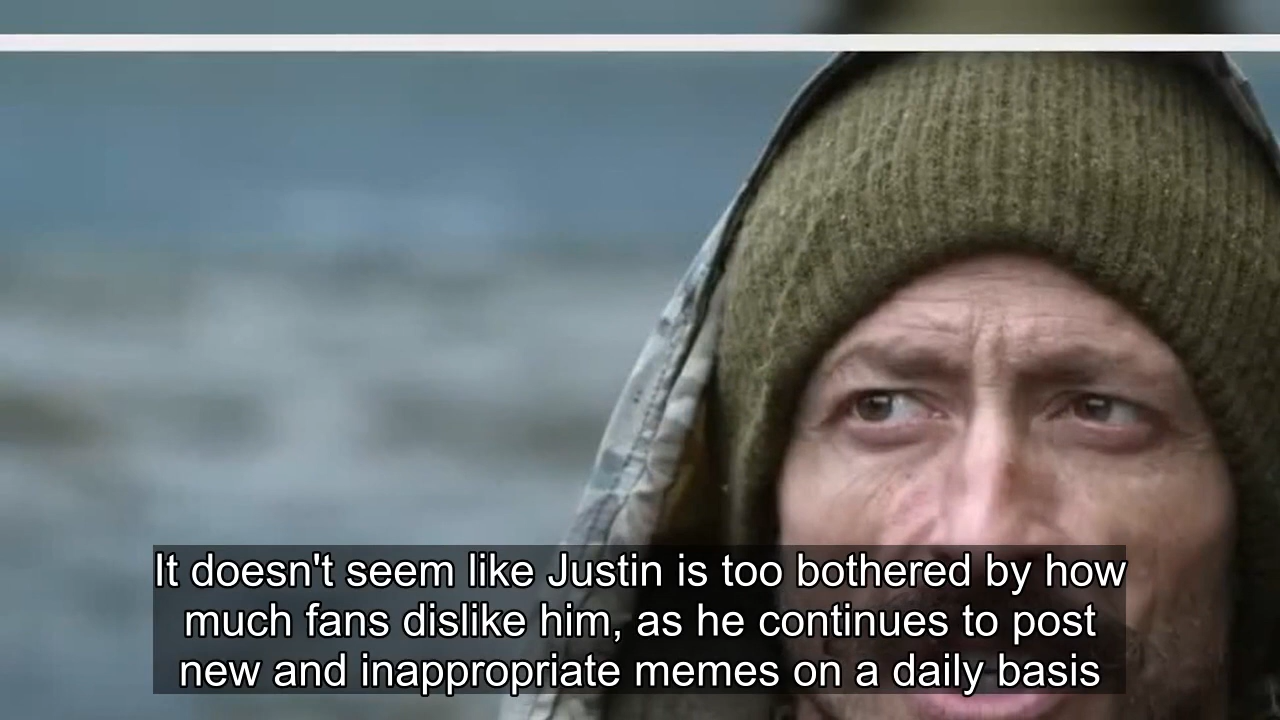 It doesn't seem like Justin is too bothered by how
much fans dislike him, as he continues to post
new and inappropriate memes on a daily basis